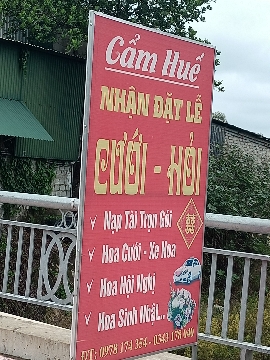 Cẩm Huế
NHẬN ĐẶT LỄ
CƯỚI - HỎI
Nạp Tài Trọn Gói
Hoa Cưới - Xe Hoa
Hoa Hội Nghị
Hoa Sinh Nhật...
囍